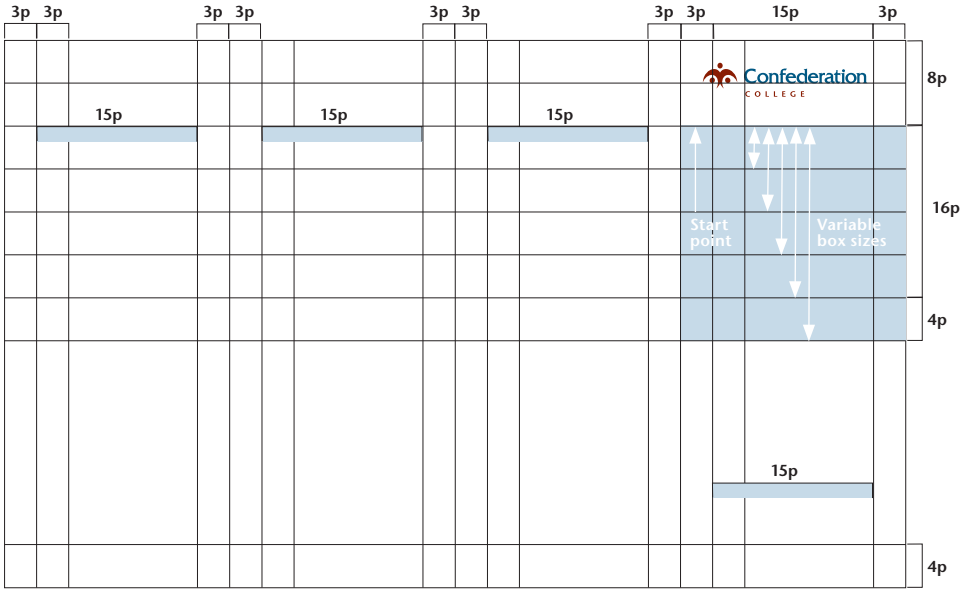 3p 3p 3p 3p 3p 3p 3p 3p 15p 3p
Confederation
COLLEGE
8p
15p 15p 15p
16p
Start
point
Variable
box sizes
4p
15p
4p